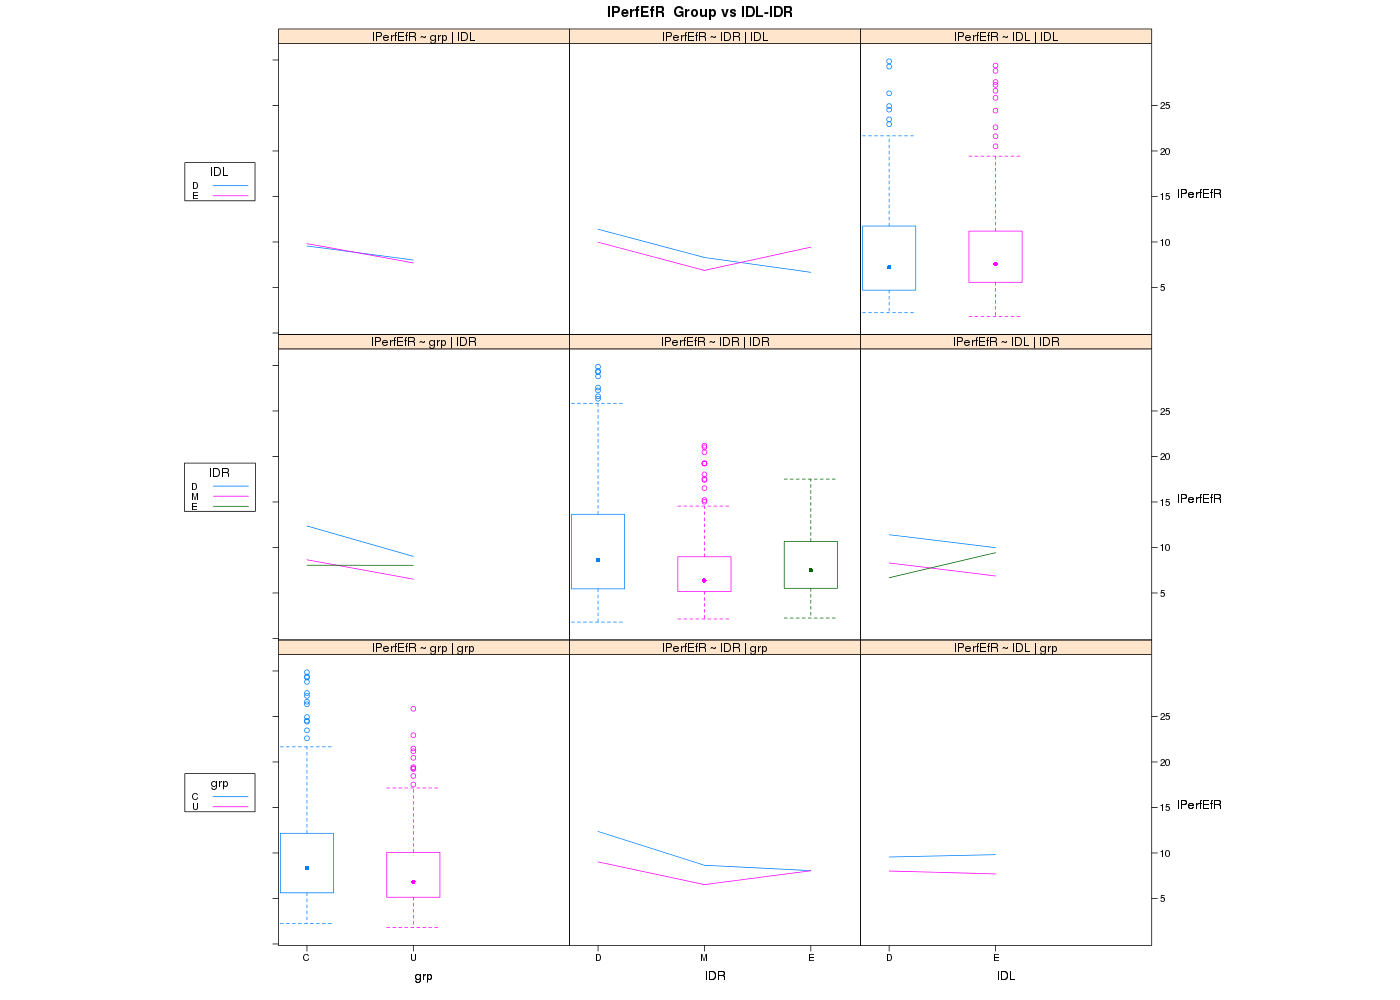 IPerfEfR  Group vs IDL-IDR
IPerfEfR ~ grp | IDL
IPerfEfR ~ IDR | IDL
IPerfEfR ~ IDL | IDL
25
20
15
10
5
IPerfEfR
IDL
D
E
IPerfEfR ~ grp | IDR
IPerfEfR ~ IDR | IDR
IPerfEfR ~ IDL | IDR
25
20
15
10
5
IPerfEfR
IDR
D
M
E
IPerfEfR ~ grp | grp
IPerfEfR ~ IDR | grp
IPerfEfR ~ IDL | grp
25
20
15
10
5
IPerfEfR
grp
C
U
C U
D M E
D E
grp
IDR
IDL